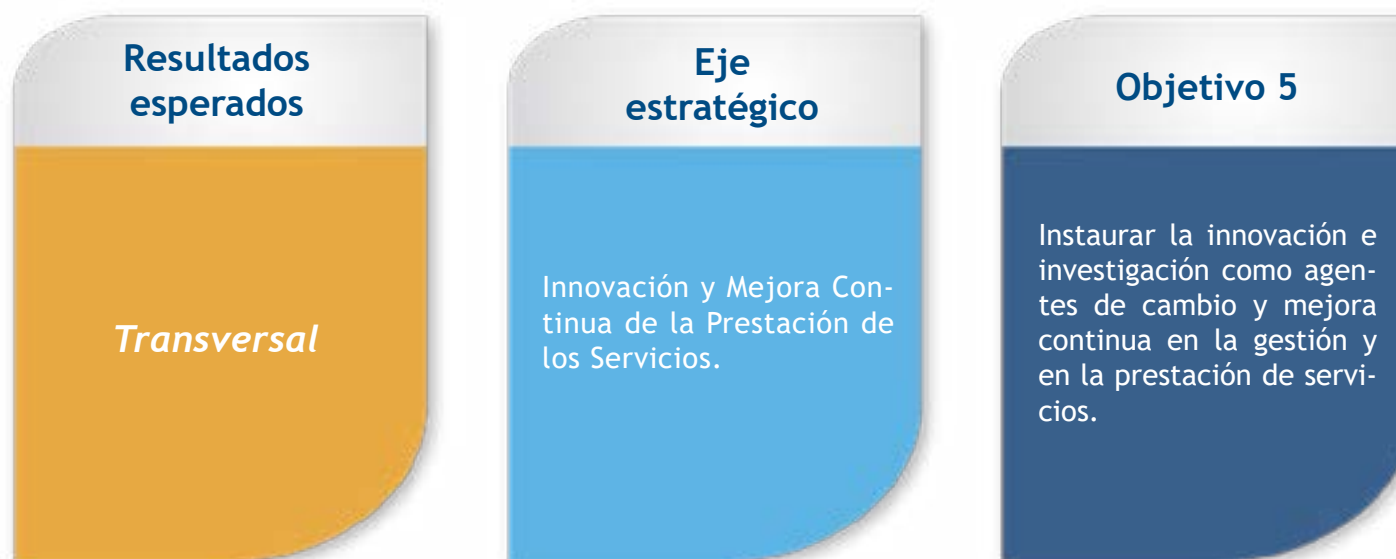 Resultados
esperados
Transversal
Eje
estratégico
Innovación y Mejora Con-
tinua de la Prestación de
los Servicios.
Objetivo 5
Instaurar la innovación e
investigación como agen-
tes de cambio y mejora
continua en la gestión y
en la prestación de servi-
cios.